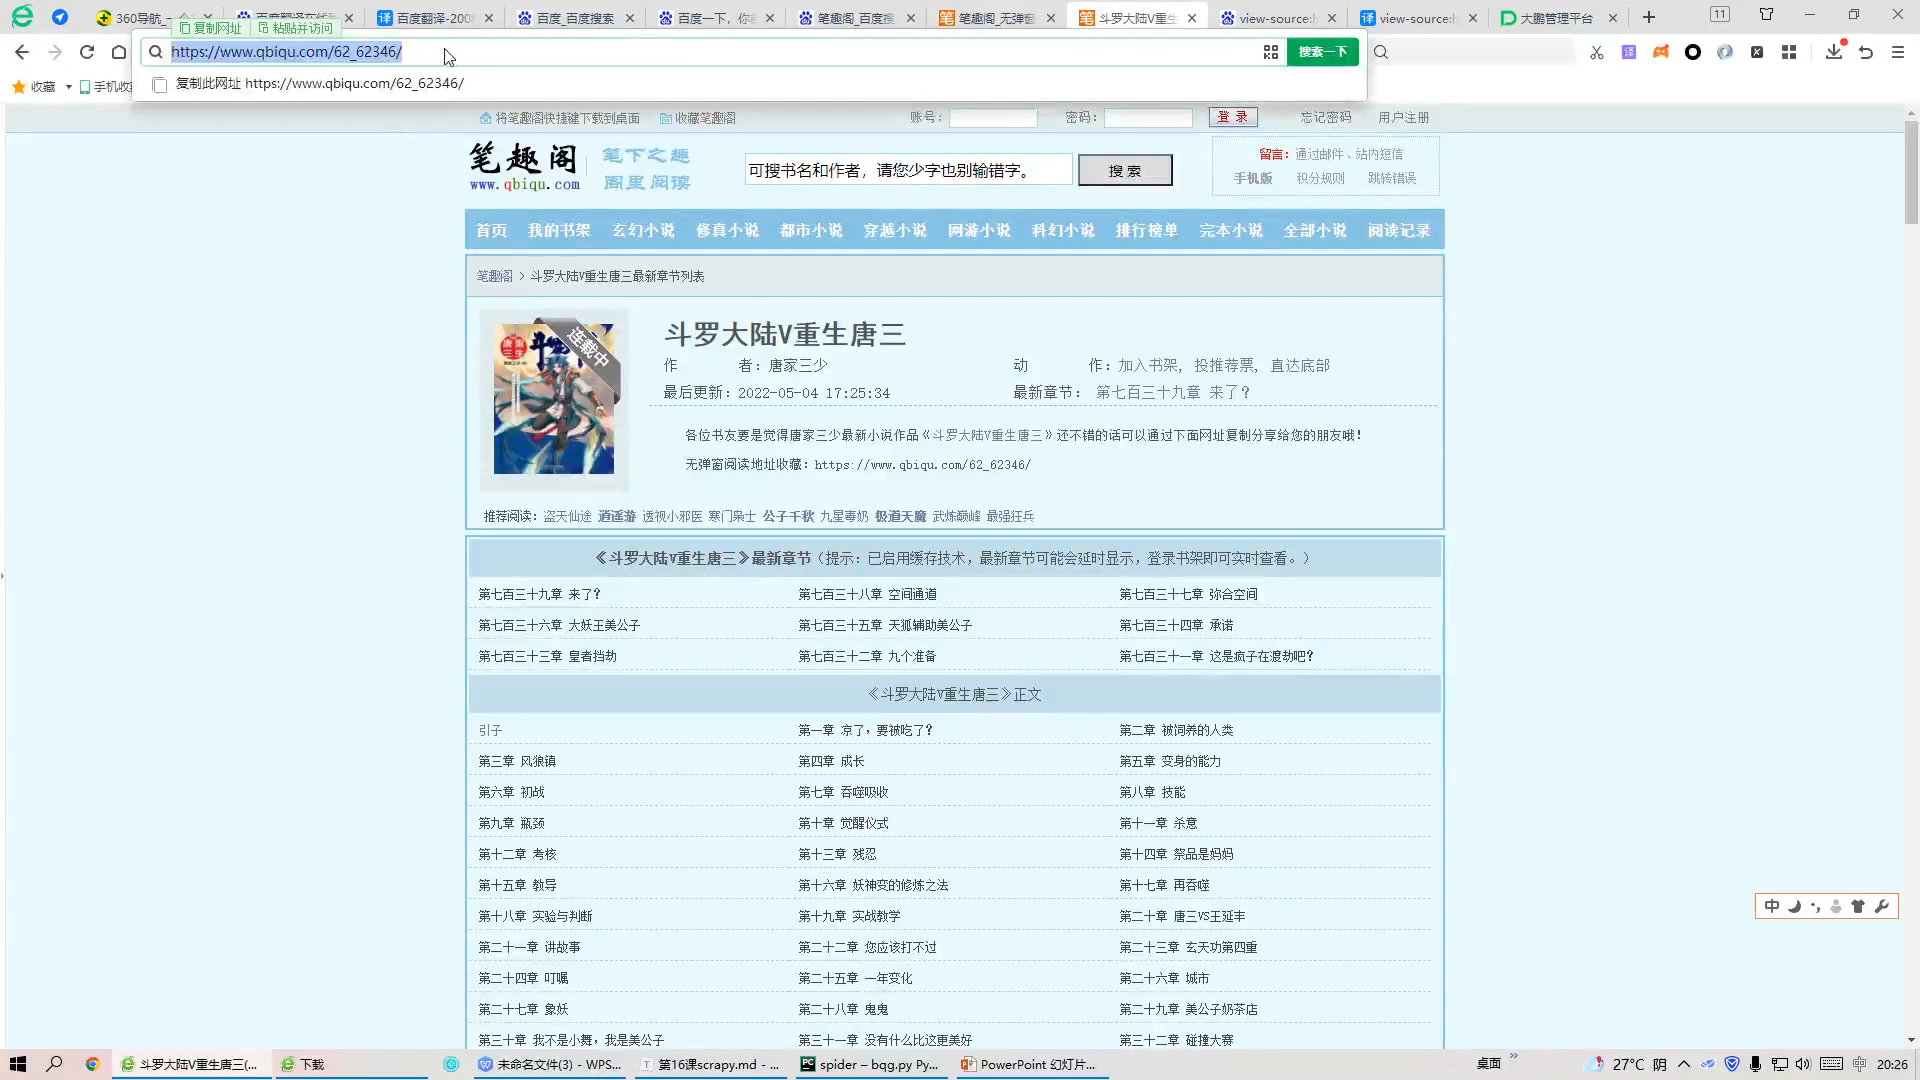 360导航_一个
百度翻译在线翻
百度翻译-200种
百度_百度搜索
百度一下，你就
笔趣阁_百度搜
笔趣阁_无弹窗
斗罗大陆V重生
view-source:h
view-source:h
大鹏管理平台
11
复制网址
粘贴并访问
https://www.qbiqu.com/62_62346/
搜索一下
收藏
手机收
复制此网址 https://www.qbiqu.com/62_62346/
将笔趣阁快捷键下载到桌面
收藏笔趣阁
账号：
密码：
登 录
忘记密码
用户注册
笔趣阁
www.qbiqu.com
笔下之趣
阁里阅读
可搜书名和作者，请您少字也别输错字。
搜 索
留言：通过邮件、站内短信
手机版 积分规则 跳转错误
首页 我的书架 玄幻小说 修真小说 都市小说 穿越小说 网游小说 科幻小说 排行榜单 完本小说 全部小说 阅读记录
笔趣阁 > 斗罗大陆V重生唐三最新章节列表
连载中
斗罗大陆V重生唐三
作 者：唐家三少 动 作：加入书架, 投推荐票, 直达底部
最后更新：2022-05-04 17:25:34 最新章节： 第七百三十九章 来了？
各位书友要是觉得唐家三少最新小说作品《斗罗大陆V重生唐三》还不错的话可以通过下面网址复制分享给您的朋友哦！
无弹窗阅读地址收藏：https://www.qbiqu.com/62_62346/
推荐阅读：盗天仙途 逍遥游 透视小邪医 寒门枭士 公子千秋 九星毒奶 极道天魔 武炼巅峰 最强狂兵
《斗罗大陆V重生唐三》最新章节（提示：已启用缓存技术，最新章节可能会延时显示，登录书架即可实时查看。）
第七百三十九章 来了？ 第七百三十八章 空间通道 第七百三十七章 弥合空间
第七百三十六章 大妖王美公子 第七百三十五章 天狐辅助美公子 第七百三十四章 承诺
第七百三十三章 皇者挡劫 第七百三十二章 九个准备 第七百三十一章 这是疯子在渡劫吧？
《斗罗大陆V重生唐三》正文
引子 第一章 凉了，要被吃了？ 第二章 被饲养的人类
第三章 风狼镇 第四章 成长 第五章 变身的能力
第六章 初战 第七章 吞噬吸收 第八章 技能
第九章 瓶颈 第十章 觉醒仪式 第十一章 杀意
第十二章 考核 第十三章 残忍 第十四章 祭品是妈妈
第十五章 教导 第十六章 妖神变的修炼之法 第十七章 再吞噬
第十八章 实验与判断 第十九章 实战教学 第二十章 唐三VS王延丰
第二十一章 讲故事 第二十二章 您应该打不过 第二十三章 玄天功第四重
第二十四章 叮嘱 第二十五章 一年变化 第二十六章 城市
第二十七章 象妖 第二十八章 鬼鬼 第二十九章 美公子奶茶店
第三十章 我不是小舞，我是美公子 第三十一章 没有什么比这更美好 第三十二章 碰撞大赛
中
斗罗大陆V重生唐三(...
下载
未命名文件(3) - WPS...
第16课scrapy.md - ...
spider – bqg.py Py...
PowerPoint 幻灯片...
桌面
27°C 阴
中
20:26